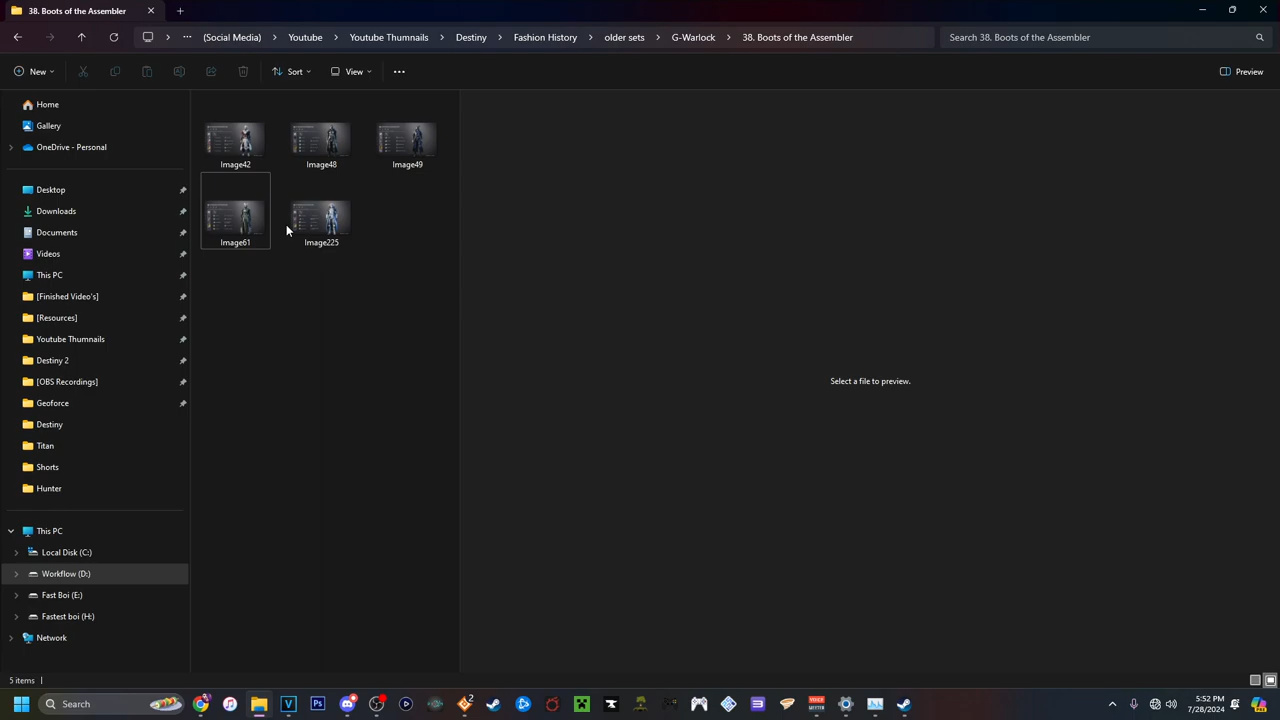 38. Boots of the Assembler
(Social Media) Youtube Youtube Thumnails Destiny Fashion History older sets G-Warlock 38. Boots of the Assembler
Search 38. Boots of the Assembler
New Sort View Preview
Home
Gallery
OneDrive - Personal
Desktop
Downloads
Documents
Videos
This PC
[Finished Video's]
[Resources]
Youtube Thumnails
Destiny 2
[OBS Recordings]
Geoforce
Destiny
Titan
Shorts
Hunter
This PC
Local Disk (C:)
Workflow (D:)
Fast Boi (E:)
Fastest boi (H:)
Network
Image42 Image48 Image49
Image61 Image225
Select a file to preview.
5 items
Search
2
5:52 PM
7/28/2024